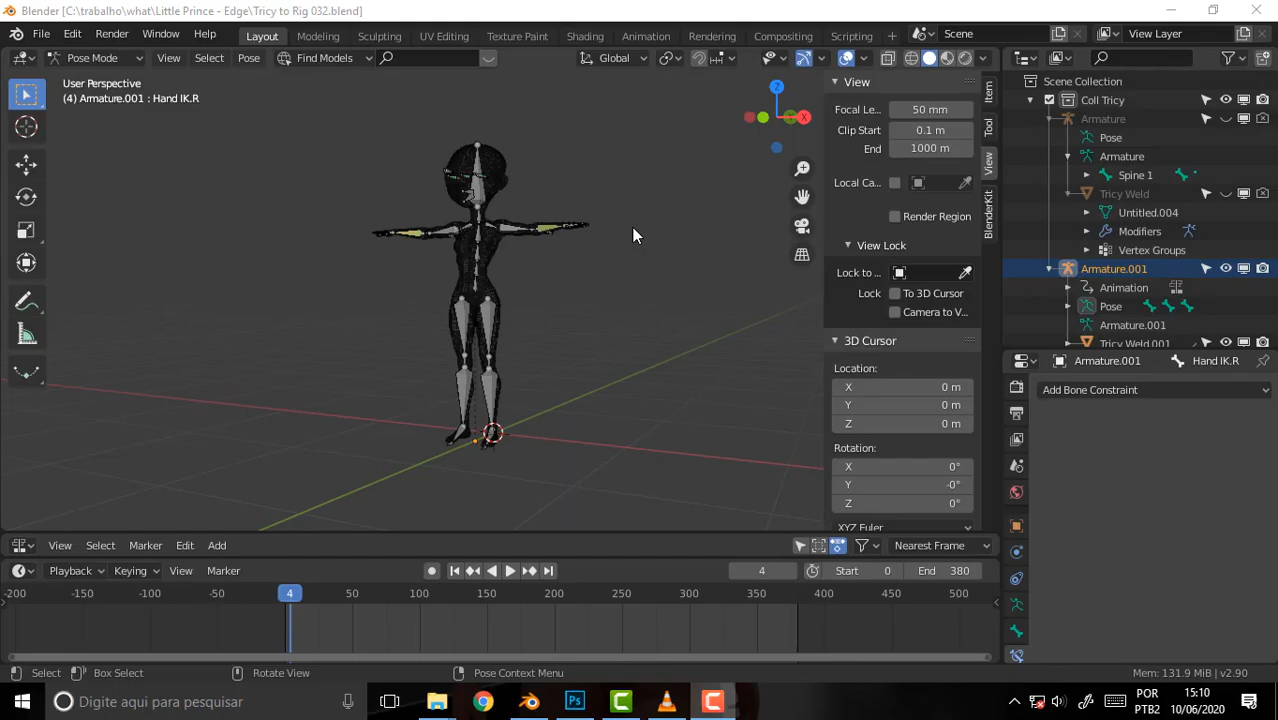 Blender [C:\trabalho\what\Little Prince - Edge\Tricy to Rig 032.blend]
File Edit Render Window Help Layout Modeling Sculpting UV Editing Texture Paint Shading Animation Rendering Compositing Scripting Scene View Layer
Pose Mode View Select Pose Find Models Global
User Perspective
(4) Armature.001 : Hand IK.R
Z
X
View
Focal Le... 50 mm
Clip Start 0.1 m
End 1000 m
Local Ca...
Render Region
View Lock
Lock to ...
Lock To 3D Cursor
Camera to V...
3D Cursor
Location:
X 0 m
Y 0 m
Z 0 m
Rotation:
X 0°
Y -0°
Z 0°
XYZ Euler
Item
Tool
View
BlenderKit
Scene Collection
Coll Tricy
Armature
Pose
Armature
Spine 1
Tricy Weld
Untitled.004
Modifiers
Vertex Groups
Armature.001
Animation
Pose
Armature.001
Tricy Weld.001
Armature.001 Hand IK.R
Add Bone Constraint
View Select Marker Edit Add Nearest Frame
Playback Keying View Marker 4 Start 0 End 380
-200 -150 -100 -50 4 50 100 150 200 250 300 350 400 450 500
Select Box Select Rotate View Pose Context Menu Mem: 131.9 MiB | v2.90
Digite aqui para pesquisar
POR
PTB2
15:10
10/06/2020